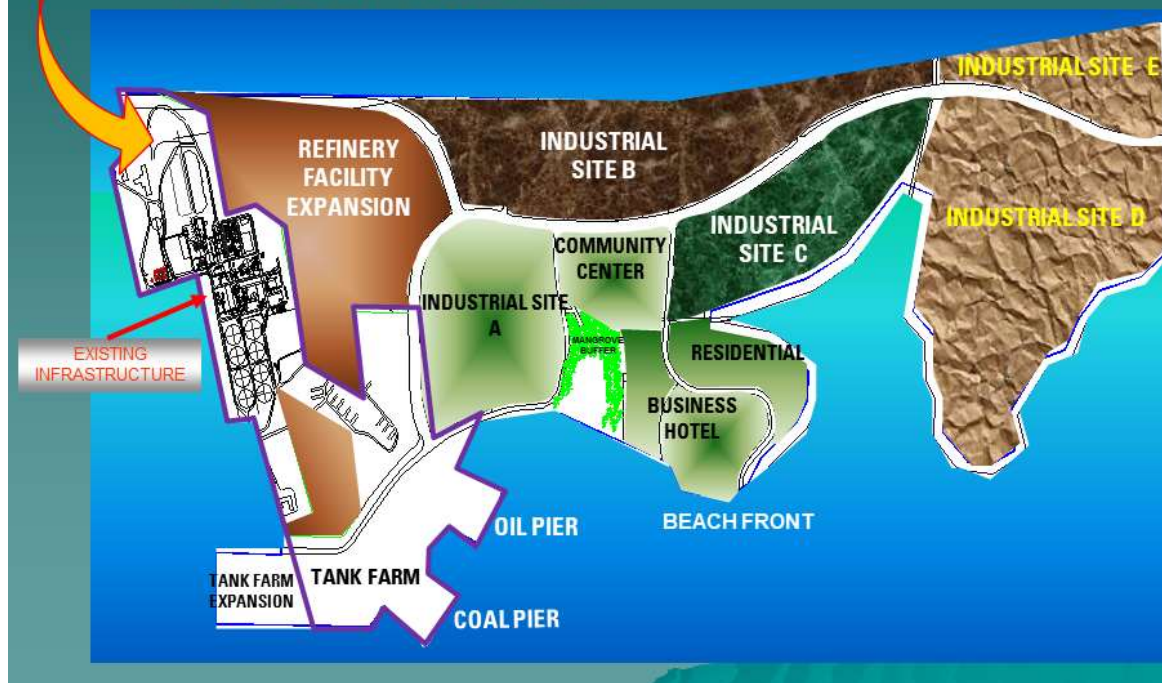 INDUSTRIAL SITE E
REFINERY
FACILITY
EXPANSION
INDUSTRIAL
SITE B
INDUSTRIAL SITE D
INDUSTRIAL
SITE C
COMMUNITY
CENTER
INDUSTRIAL SITE
A
MANGROVE
BUFFER
RESIDENTIAL
EXISTING
INFRASTRUCTURE
BUSINESS
HOTEL
BEACH FRONT
OIL PIER
TANK FARM
EXPANSION
TANK FARM
COAL PIER